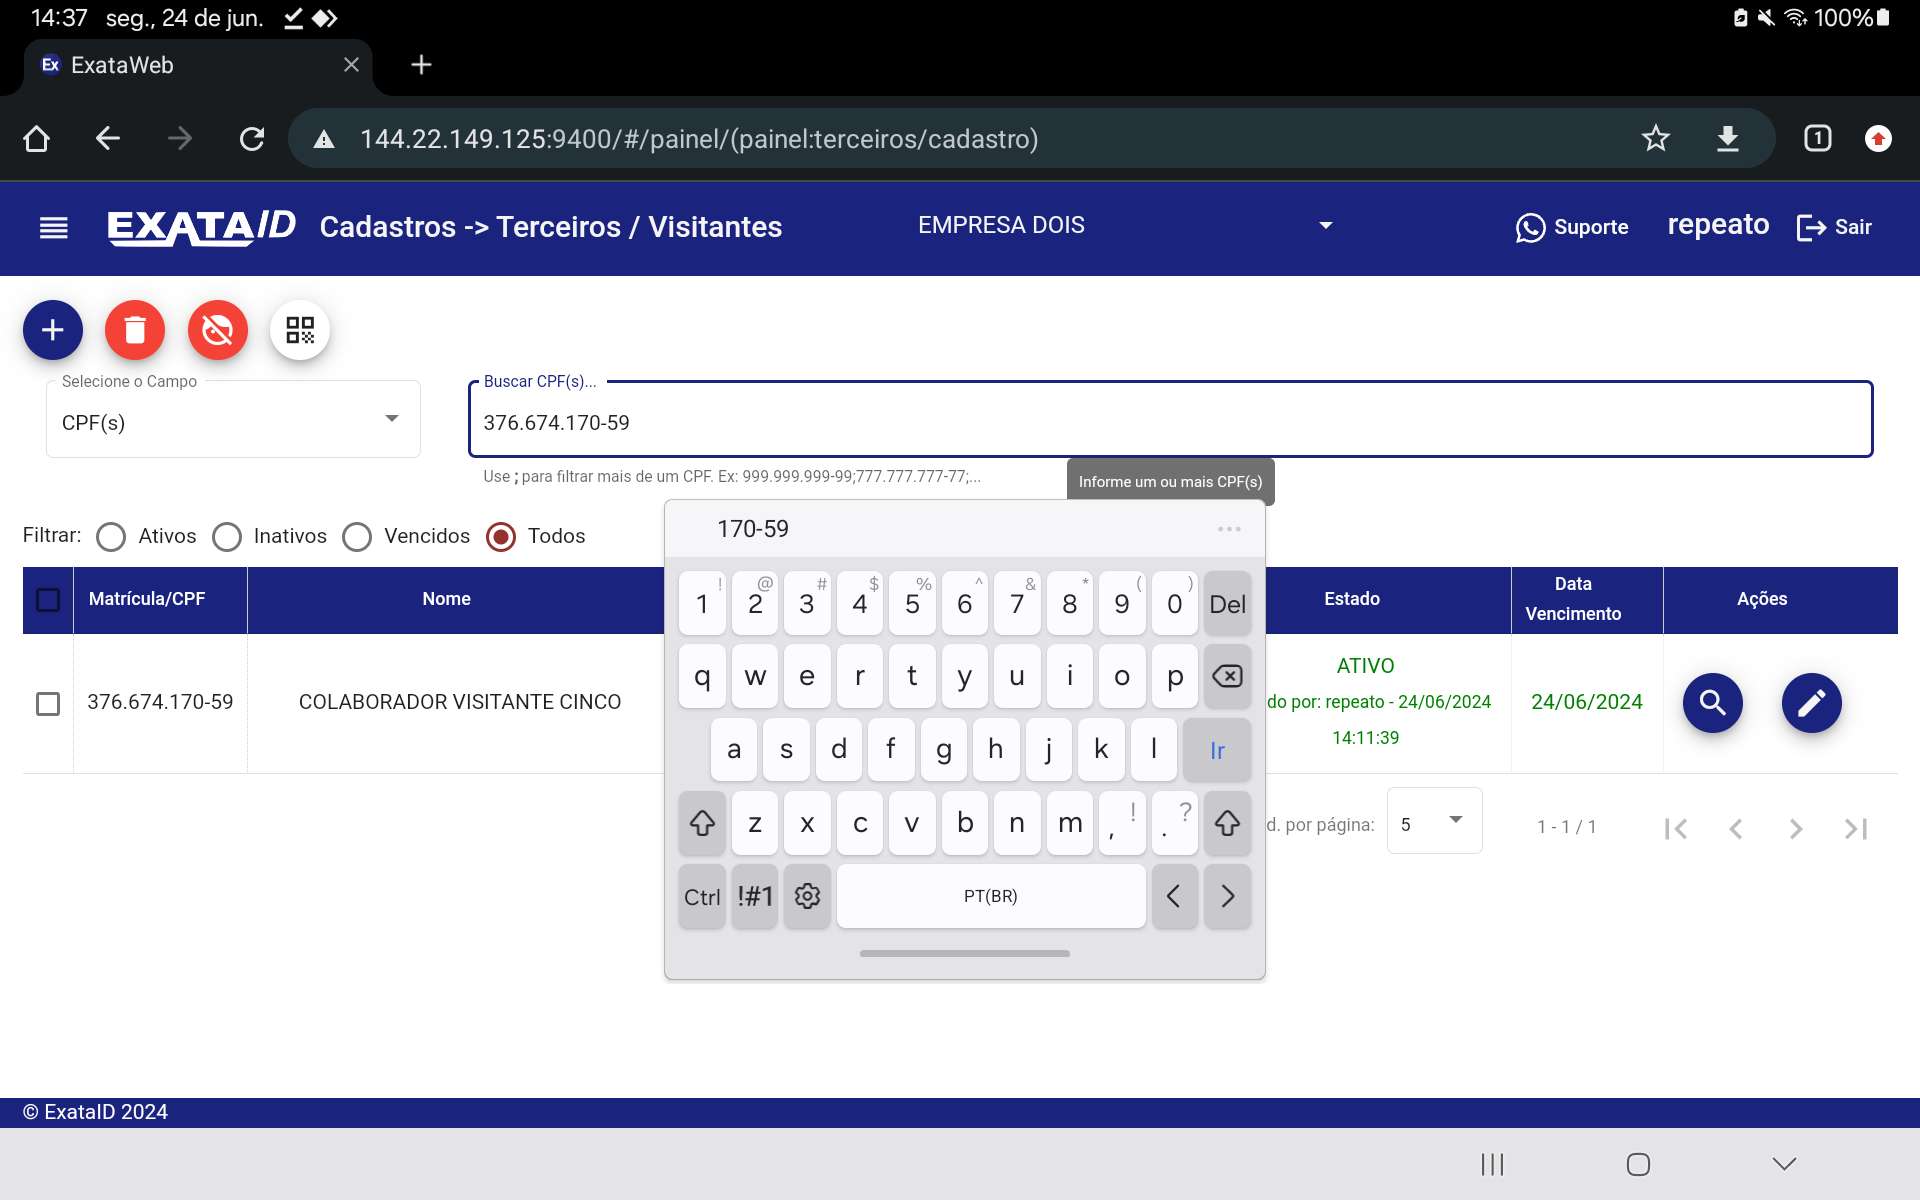 14:37 seg., 24 de jun. 100%
Ex ExataWeb
144.22.149.125:9400/#/painel/(painel:terceiros/cadastro) 1
EXATAID Cadastros -> Terceiros / Visitantes EMPRESA DOIS Suporte repeato Sair
Selecione o Campo
CPF(s)
Buscar CPF(s)...
376.674.170-59
Use ; para filtrar mais de um CPF. Ex: 999.999.999-99;777.777.777-77;...
Informe um ou mais CPF(s)
Filtrar: Ativos Inativos Vencidos Todos
Matrícula/CPF Nome Estado Data Vencimento Ações
376.674.170-59 COLABORADOR VISITANTE CINCO
ATIVO
do por: repeato - 24/06/2024
14:11:39
24/06/2024
d. por página: 5 1 - 1 / 1
170-59 ...
! @ # $ % ^ & * ( )
1 2 3 4 5 6 7 8 9 0 Del
q w e r t y u i o p
a s d f g h j k l Ir
z x c v b n m , ! . ?
Ctrl !#1 PT(BR) < >
© ExataID 2024